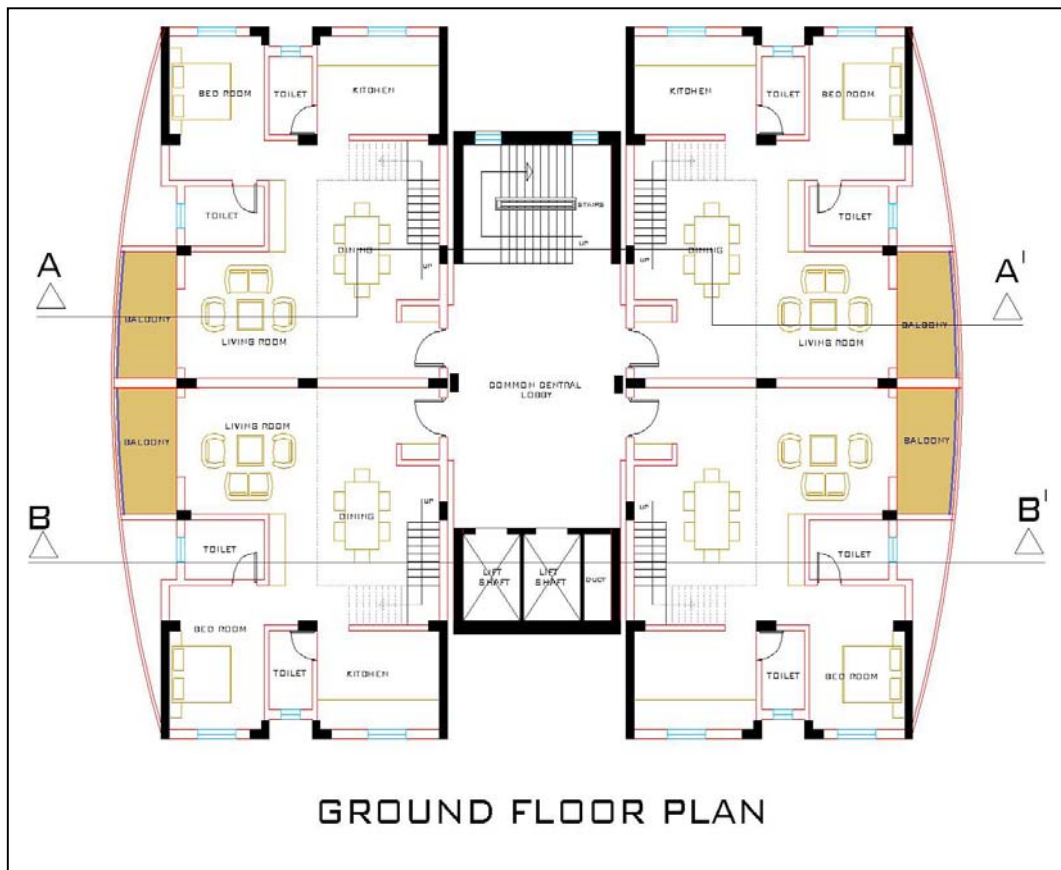 BED ROOM
TOILET
KITCHEN
KITCHEN
TOILET
BED ROOM
STAIRS
TOILET
TOILET
UP
DINING
DINING
UP
UP
A
A'
BALCONY
BALCONY
LIVING ROOM
LIVING ROOM
COMMON CENTRAL
LOBBY
LIVING ROOM
BALCONY
BALCONY
UP
UP
B
B'
DINING
TOILET
TOILET
LIFT
SHAFT
LIFT
SHAFT
DUCT
BED ROOM
TOILET
KITCHEN
TOILET
BED ROOM
GROUND FLOOR PLAN